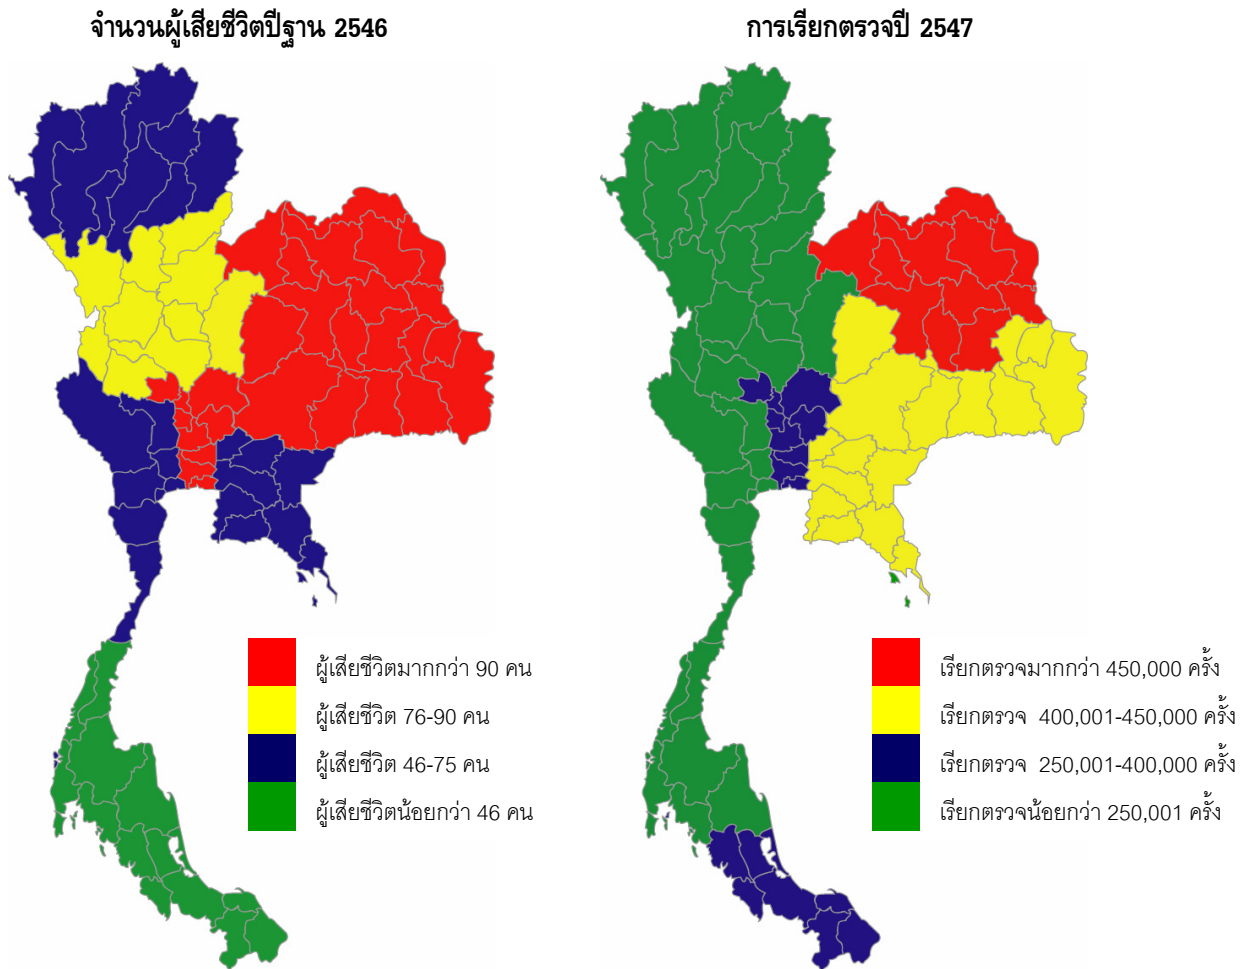 จำนวนผู้เสียชีวิตปีฐาน 2546
ผู้เสียชีวิตมากกว่า 90 คน
ผู้เสียชีวิต 76-90 คน
ผู้เสียชีวิต 46-75 คน
ผู้เสียชีวิตน้อยกว่า 46 คน
การเรียกตรวจปี 2547
เรียกตรวจมากกว่า 450,000 ครั้ง
เรียกตรวจ 400,001-450,000 ครั้ง
เรียกตรวจ 250,001-400,000 ครั้ง
เรียกตรวจน้อยกว่า 250,001 ครั้ง